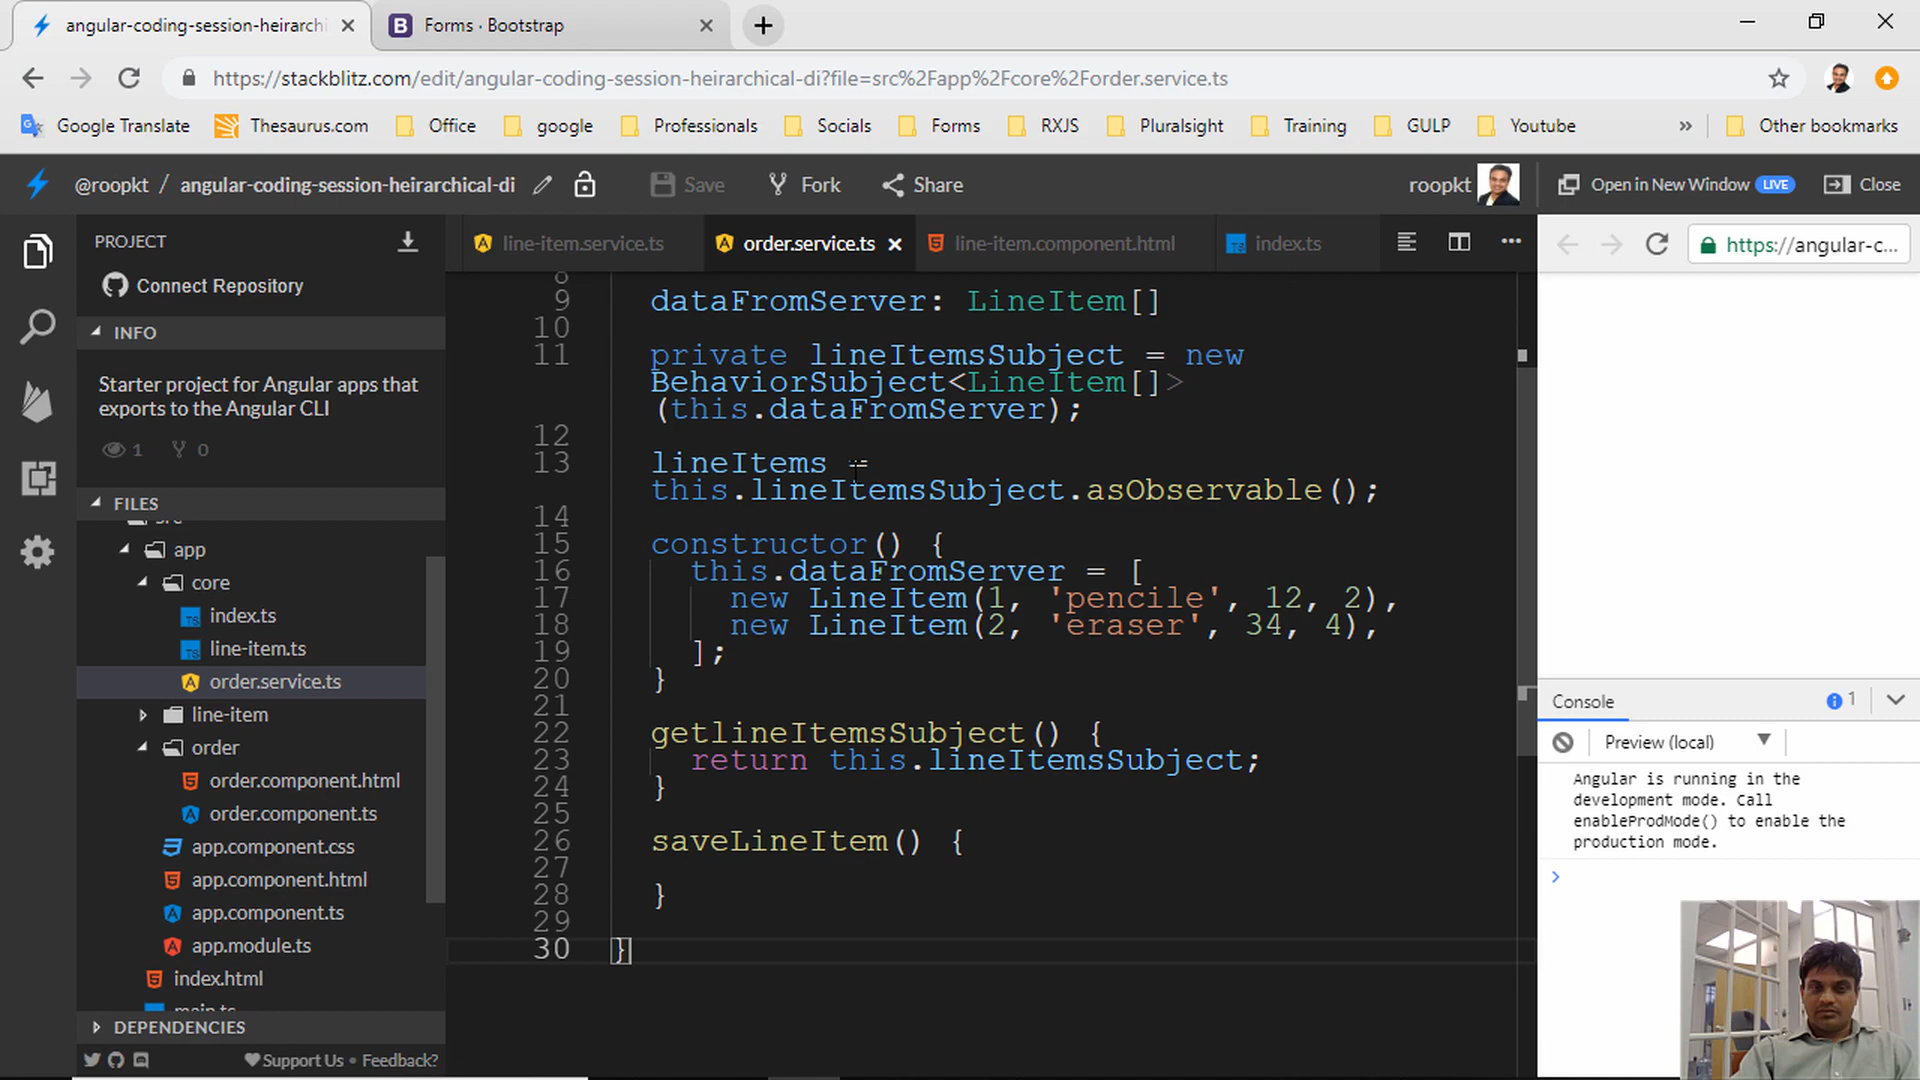 angular-coding-session-heirarchi
Forms · Bootstrap
https://stackblitz.com/edit/angular-coding-session-heirarchical-di?file=src%2Fapp%2Fcore%2Forder.service.ts
Google Translate
Thesaurus.com
Office
google
Professionals
Socials
Forms
RXJS
Pluralsight
Training
GULP
Youtube
»
Other bookmarks
@roopkt / angular-coding-session-heirarchical-di
Save
Fork
Share
roopkt
Open in New Window LIVE
Close
PROJECT
Connect Repository
INFO
Starter project for Angular apps that
exports to the Angular CLI
1
0
FILES
src
app
core
index.ts
line-item.ts
order.service.ts
line-item
order
order.component.html
order.component.ts
app.component.css
app.component.html
app.component.ts
app.module.ts
index.html
main.ts
DEPENDENCIES
Support Us • Feedback?
line-item.service.ts
order.service.ts
line-item.component.html
index.ts
8
9 dataFromServer: LineItem[]
10
11 private lineItemsSubject = new
BehaviorSubject<LineItem[]>
(this.dataFromServer);
12
13 lineItems =
this.lineItemsSubject.asObservable();
14
15 constructor() {
16 this.dataFromServer = [
17 new LineItem(1, 'pencile', 12, 2),
18 new LineItem(2, 'eraser', 34, 4),
19 ];
20 }
21
22 getlineItemsSubject() {
23 return this.lineItemsSubject;
24 }
25
26 saveLineItem() {
27
28 }
29
30 }
https://angular-c...
Console
1
Preview (local)
Angular is running in the
development mode. Call
enableProdMode() to enable the
production mode.
>